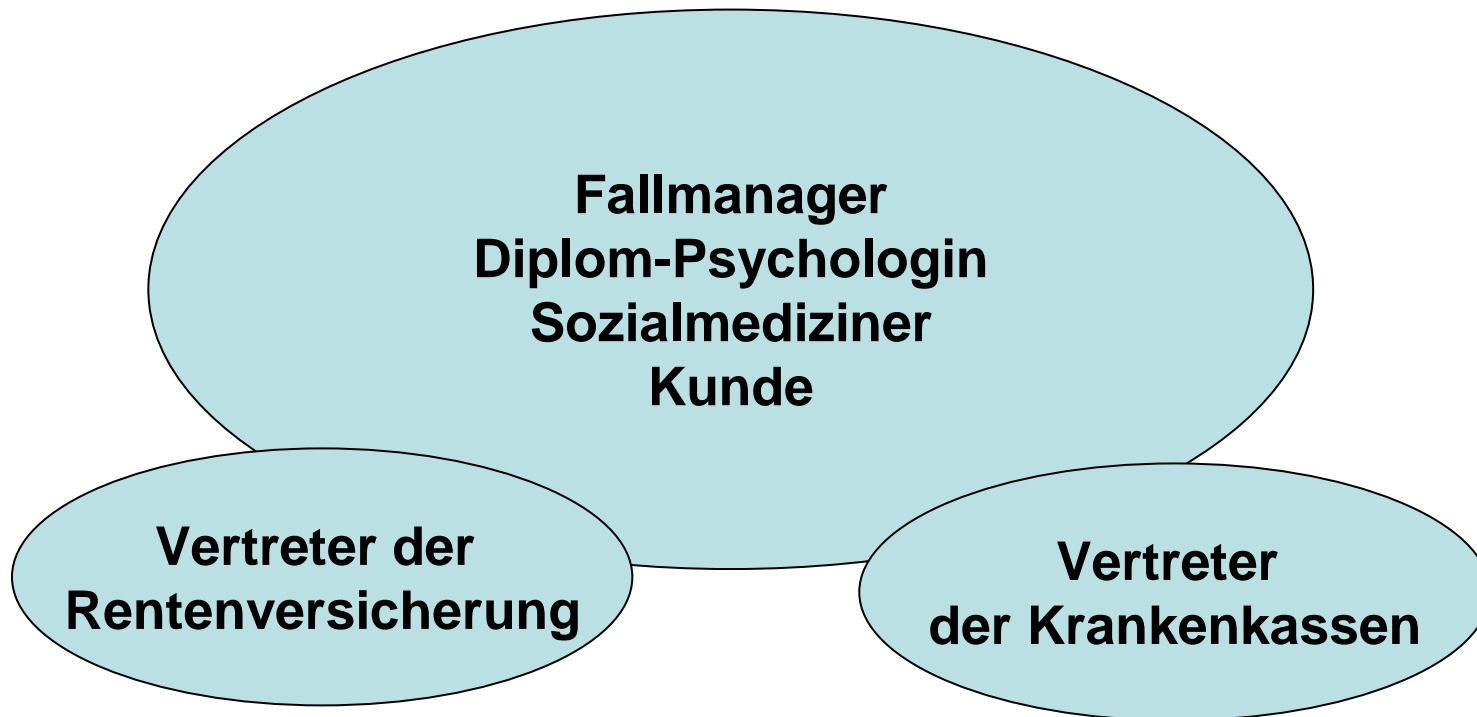 Fallmanager
Diplom-Psychologin
Sozialmediziner
Kunde
Vertreter der
Rentenversicherung
Vertreter
der Krankenkassen